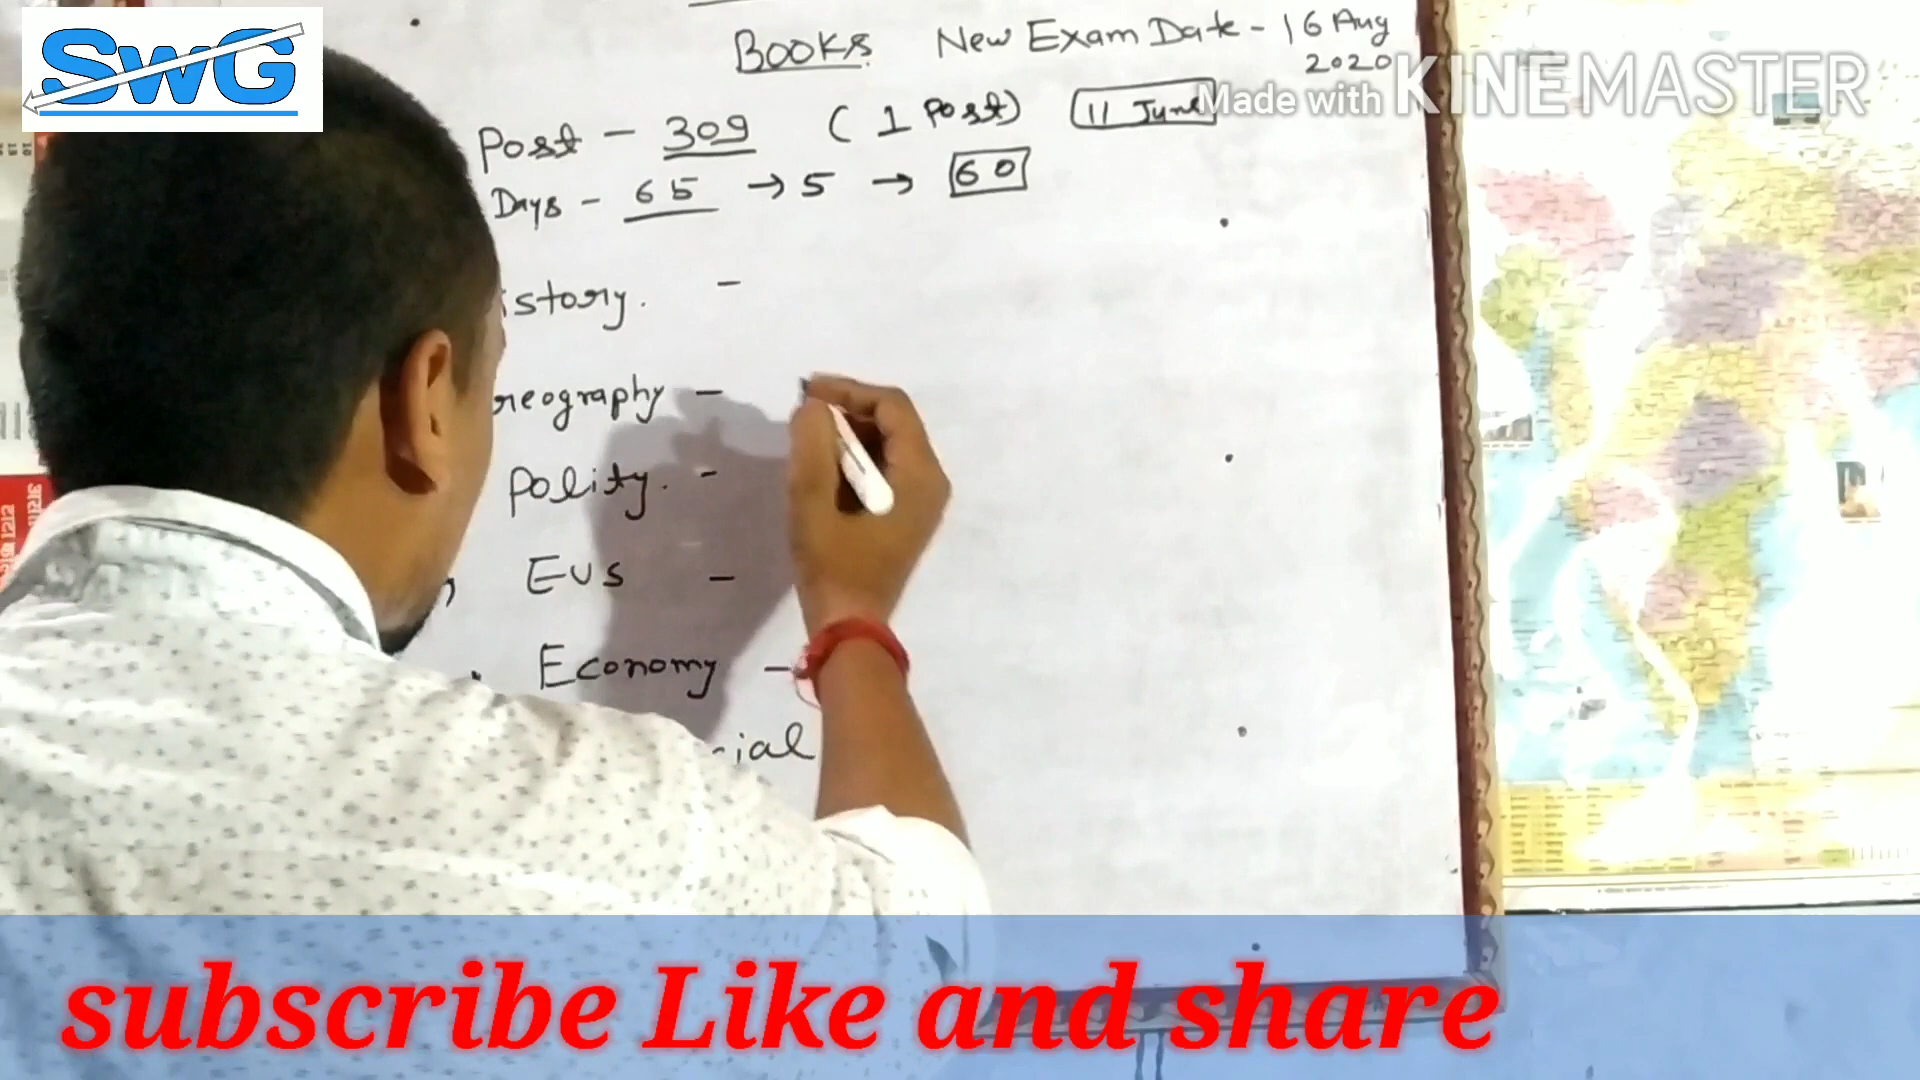 SWG
BOOKS. New Exam Date - 16 Aug
2020
Made with KINEMASTER
Post - 309 (1 Post) 11 June
Days - 65 → 5 → 60
istory. -
eography -
Polity. -
EVS -
Economy -
ial
subscribe Like and share